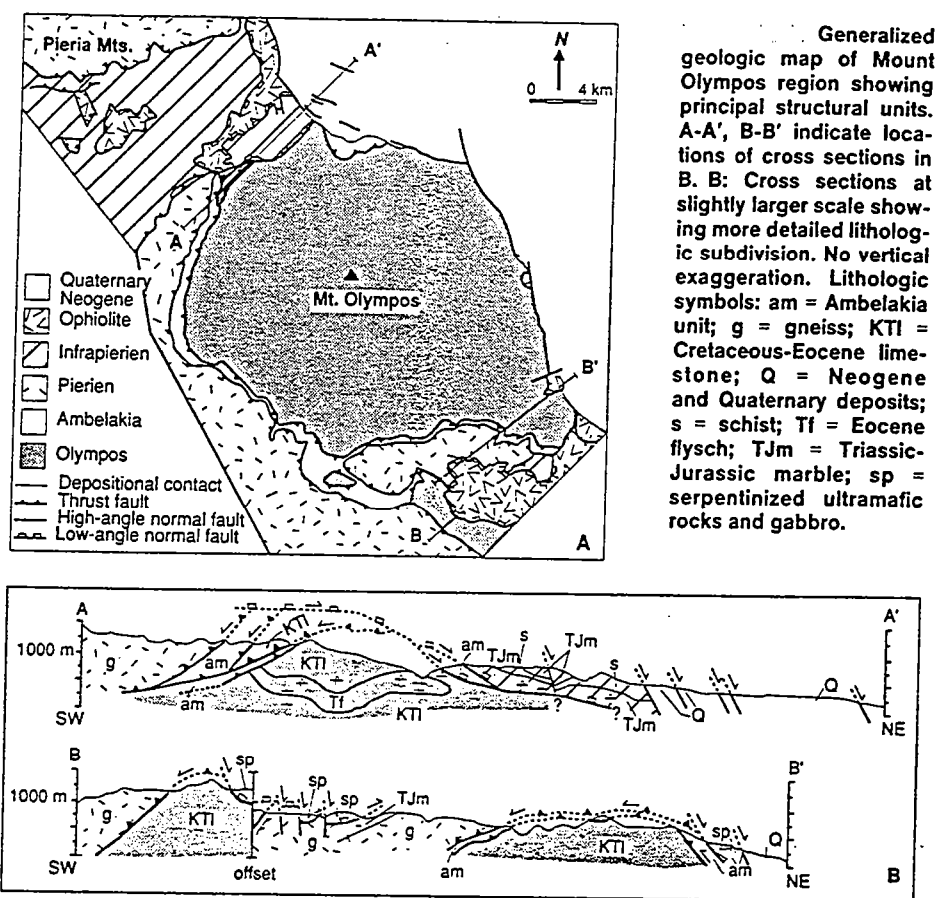 Pieria Mts.
A'
N
0 4 km
A
Mt. Olympos
B'
B
A
Quaternary
Neogene
Ophiolite
Infrapierien
Pierien
Ambelakia
Olympos
Depositional contact
Thrust fault
High-angle normal fault
Low-angle normal fault
Generalized
geologic map of Mount
Olympos region showing
principal structural units.
A-A', B-B' indicate loca-
tions of cross sections in
B. B: Cross sections at
slightly larger scale show-
ing more detailed litholog-
ic subdivision. No vertical
exaggeration. Lithologic
symbols: am = Ambelakia
unit; g = gneiss; KTl =
Cretaceous-Eocene lime-
stone; Q = Neogene
and Quaternary deposits;
s = schist; Tf = Eocene
flysch; TJm = Triassic-
Jurassic marble; sp =
serpentinized ultramafic
rocks and gabbro.
A A'
1000 m
g am KTl KTl am TJm s TJm s
am Tf KTl ? ? TJm Q Q
SW NE
B B'
1000 m
g KTl sp sp sp TJm g g KTl sp Q
am am
SW offset NE
B